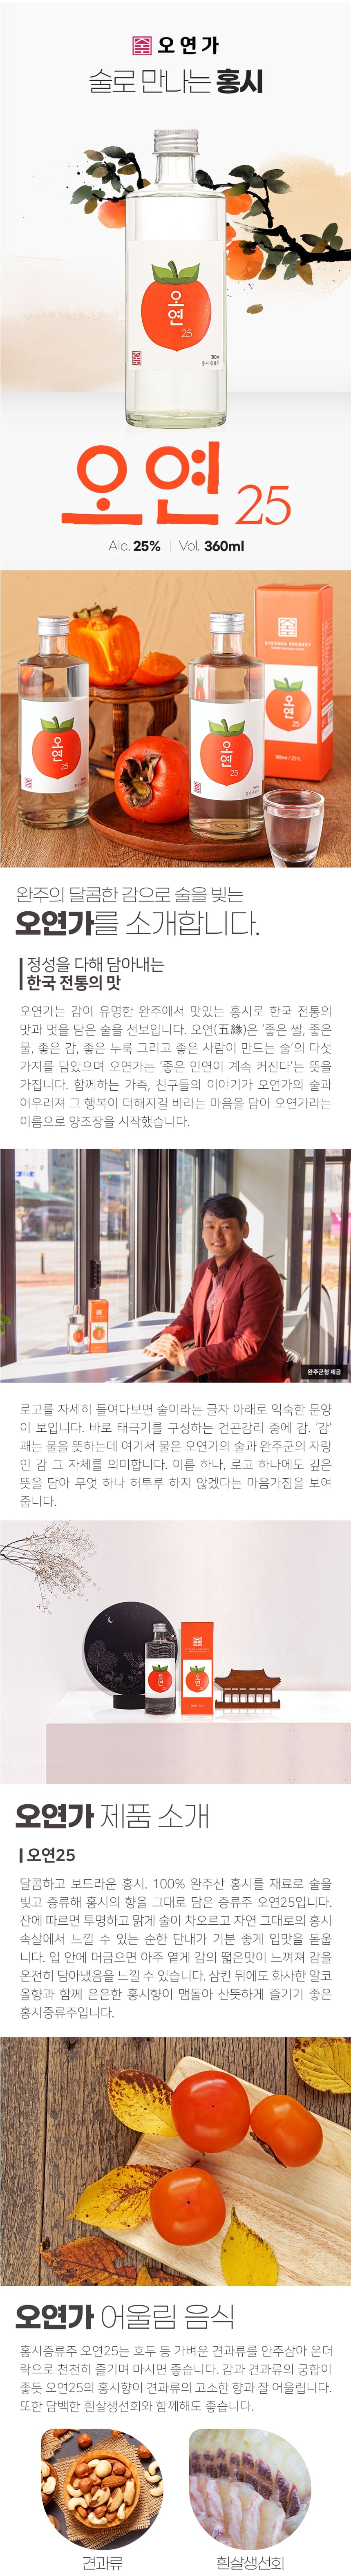 오연가
술로 만나는 홍시
오연
25
360ml
홍시 증류주
오연 25
Alc. 25% | Vol. 360ml
오연
25
오연
25
OYEONGA BREWERY
오연
25
360ml / 25%
완주의 달콤한 감으로 술을 빚는
오연가를 소개합니다.
정성을 다해 담아내는
한국 전통의 맛
오연가는 감이 유명한 완주에서 맛있는 홍시로 한국 전통의
맛과 멋을 담은 술을 선보입니다. 오연(五緣)은 ‘좋은 쌀, 좋은
물, 좋은 감, 좋은 누룩 그리고 좋은 사람이 만드는 술’의 다섯
가지를 담았으며 오연가는 ‘좋은 인연이 계속 커진다’는 뜻을
가집니다. 함께하는 가족, 친구들의 이야기가 오연가의 술과
어우러져 그 행복이 더해지길 바라는 마음을 담아 오연가라는
이름으로 양조장을 시작했습니다.
완주군청 제공
로고를 자세히 들여다보면 술이라는 글자 아래로 익숙한 문양
이 보입니다. 바로 태극기를 구성하는 건곤감리 중에 감. ‘감’
괘는 물을 뜻하는데 여기서 물은 오연가의 술과 완주군의 자랑
인 감 그 자체를 의미합니다. 이름 하나, 로고 하나에도 깊은
뜻을 담아 무엇 하나 허투루 하지 않겠다는 마음가짐을 보여
줍니다.
오연
25
오연
25
오연가 제품 소개
오연25
달콤하고 보드라운 홍시. 100% 완주산 홍시를 재료로 술을
빚고 증류해 홍시의 향을 그대로 담은 증류주 오연25입니다.
잔에 따르면 투명하고 맑게 술이 차오르고 자연 그대로의 홍시
속살에서 느낄 수 있는 순한 단내가 기분 좋게 입맛을 돋웁
니다. 입 안에 머금으면 아주 옅게 감의 떫은맛이 느껴져 감을
온전히 담아냈음을 느낄 수 있습니다. 삼킨 뒤에도 화사한 알코
올향과 함께 은은한 홍시향이 맴돌아 산뜻하게 즐기기 좋은
홍시증류주입니다.
오연가 어울림 음식
홍시증류주 오연25는 호두 등 가벼운 견과류를 안주삼아 온더
락으로 천천히 즐기며 마시면 좋습니다. 감과 견과류의 궁합이
좋듯 오연25의 홍시향이 견과류의 고소한 향과 잘 어울립니다.
또한 담백한 흰살생선회와 함께해도 좋습니다.
견과류
흰살생선회